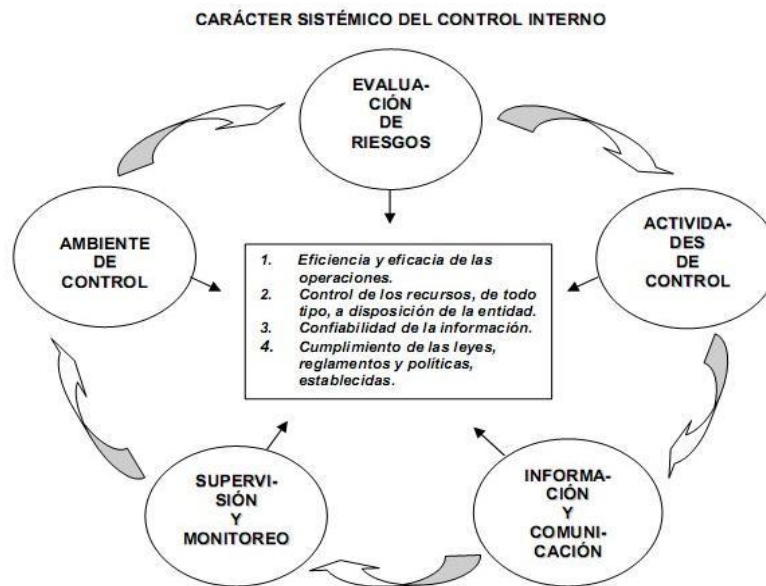 CARÁCTER SISTÉMICO DEL CONTROL INTERNO
EVALUA-
CIÓN
DE
RIESGOS
AMBIENTE
DE
CONTROL
ACTIVIDA-
DES
DE
CONTROL
1. Eficiencia y eficacia de las
operaciones.
2. Control de los recursos, de todo
tipo, a disposición de la entidad.
3. Confiabilidad de la información.
4. Cumplimiento de las leyes,
reglamentos y políticas,
establecidas.
SUPERVI-
SIÓN
Y
MONITOREO
INFORMA-
CIÓN
Y
COMUNI-
CACIÓN